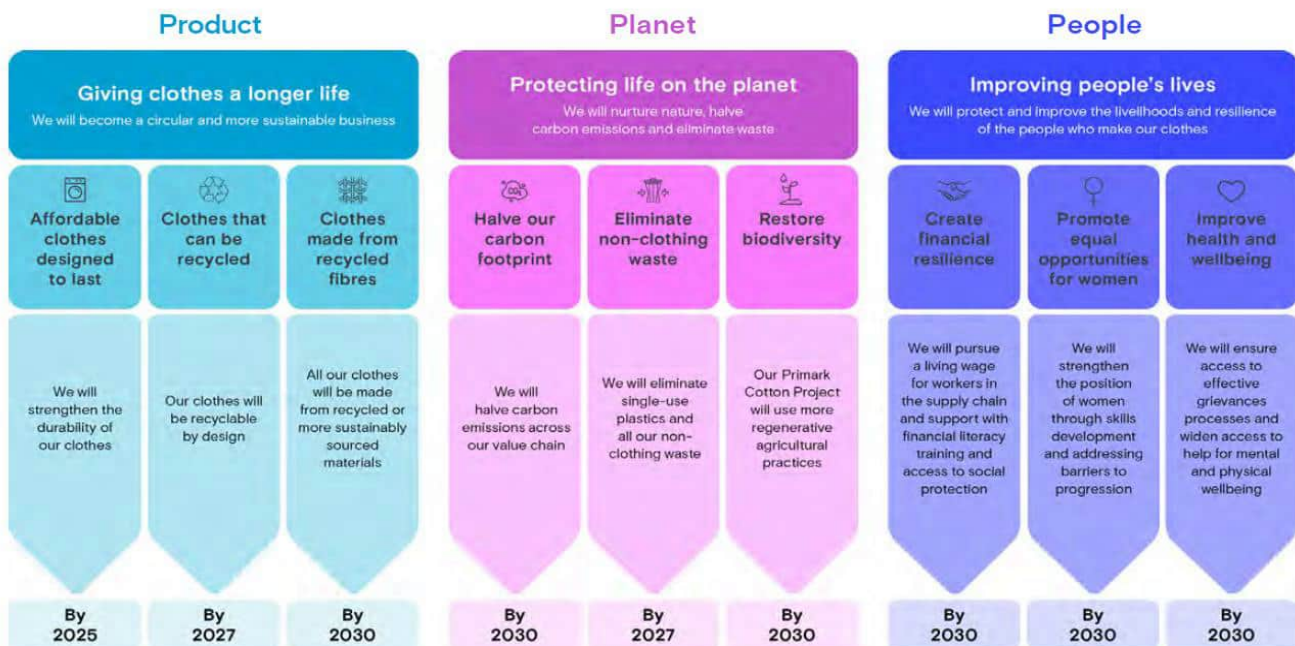 Product
Giving clothes a longer life
We will become a circular and more sustainable business
Affordable
clothes
designed
to last
We will
strengthen the
durability of
our clothes
By
2025
Clothes that
can be
recycled
Our clothes will
be recyclable
by design
By
2027
Clothes
made from
recycled
fibres
All our clothes
will be made
from recycled or
more sustainably
sourced
materials
By
2030
Planet
Protecting life on the planet
We will nurture nature, halve
carbon emissions and eliminate waste
CO₂
Halve our
carbon
footprint
We will
halve carbon
emissions across
our value chain
By
2030
Eliminate
non-clothing
waste
We will eliminate
single-use
plastics and
all our non-
clothing waste
By
2027
Restore
biodiversity
Our Primark
Cotton Project
will use more
regenerative
agricultural
practices
By
2030
People
Improving people's lives
We will protect and improve the livelihoods and resilience
of the people who make our clothes
Create
financial
resilience
We will pursue
a living wage
for workers in
the supply chain
and support with
financial literacy
training and
access to social
protection
By
2030
Promote
equal
opportunities
for women
We will
strengthen
the position
of women
through skills
development
and addressing
barriers to
progression
By
2030
Improve
health and
wellbeing
We will ensure
access to
effective
grievances
processes and
widen access to
help for mental
and physical
wellbeing
By
2030